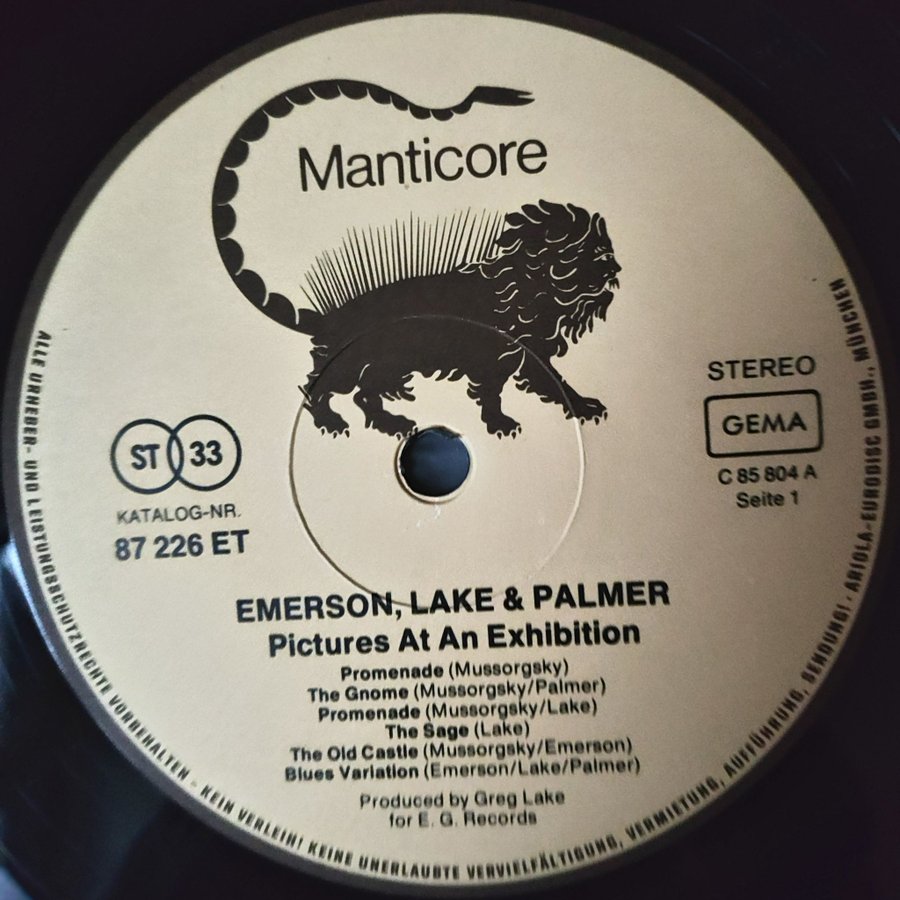 Manticore
STEREO
GEMA
C 85 804 A
Seite 1
ST 33
KATALOG-NR.
87 226 ET
EMERSON, LAKE & PALMER
Pictures At An Exhibition
Promenade (Mussorgsky)
The Gnome (Mussorgsky/Palmer)
Promenade (Mussorgsky/Lake)
The Sage (Lake)
The Old Castle (Mussorgsky/Emerson)
Blues Variation (Emerson/Lake/Palmer)
Produced by Greg Lake
for E. G. Records
ALLE URHEBER- UND LEISTUNGSSCHUTZRECHTE VORBEHALTEN - KEIN VERLEIH! KEINE UNERLAUBTE VERVIELFÄLTIGUNG, VERMIETUNG, AUFFÜHRUNG, SENDUNG! · ARIOLA-EURODISC GMBH., MÜNCHEN